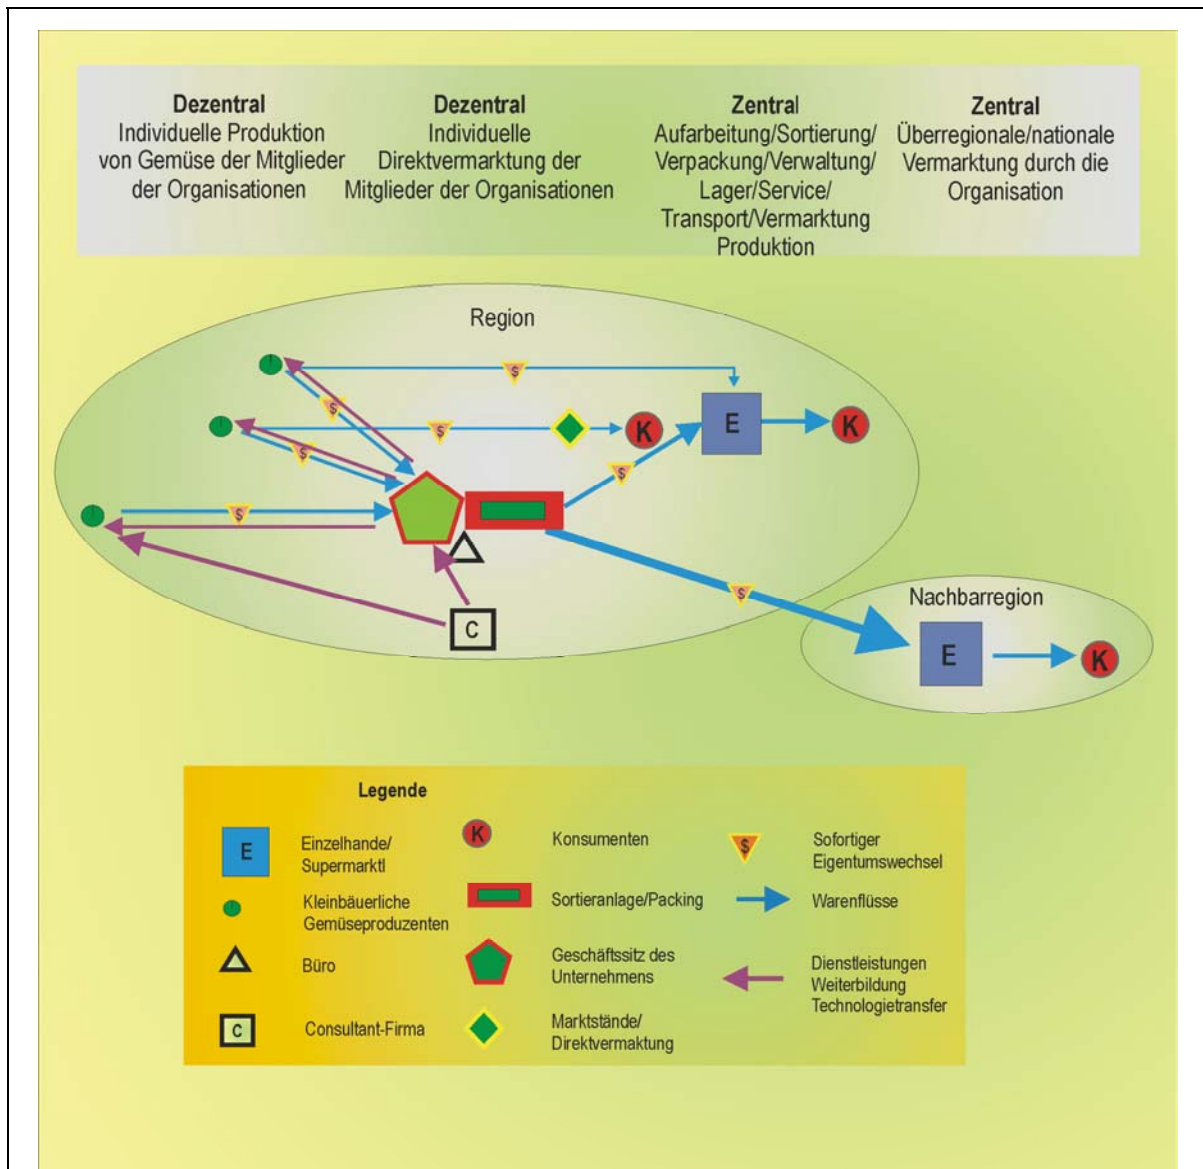 Dezentral
Individuelle Produktion
von Gemüse der Mitglieder
der Organisationen
Dezentral
Individuelle
Direktvermarktung der
Mitglieder der Organisationen
Zentral
Aufarbeitung/Sortierung/
Verpackung/Verwaltung/
Lager/Service/
Transport/Vermarktung
Produktion
Zentral
Überregionale/nationale
Vermarktung durch die
Organisation
Region
$
$
$
K
E
K
$
$
$
$
C
Nachbarregion
E
K
Legende
E
Einzelhande/
Supermarktl
Kleinbäuerliche
Gemüseproduzenten
Büro
C
Consultant-Firma
K
Konsumenten
Sortieranlage/Packing
Geschäftssitz des
Unternehmens
Marktstände/
Direktvermaktung
$
Sofortiger
Eigentumswechsel
Warenflüsse
Dienstleistungen
Weiterbildung
Technologietransfer